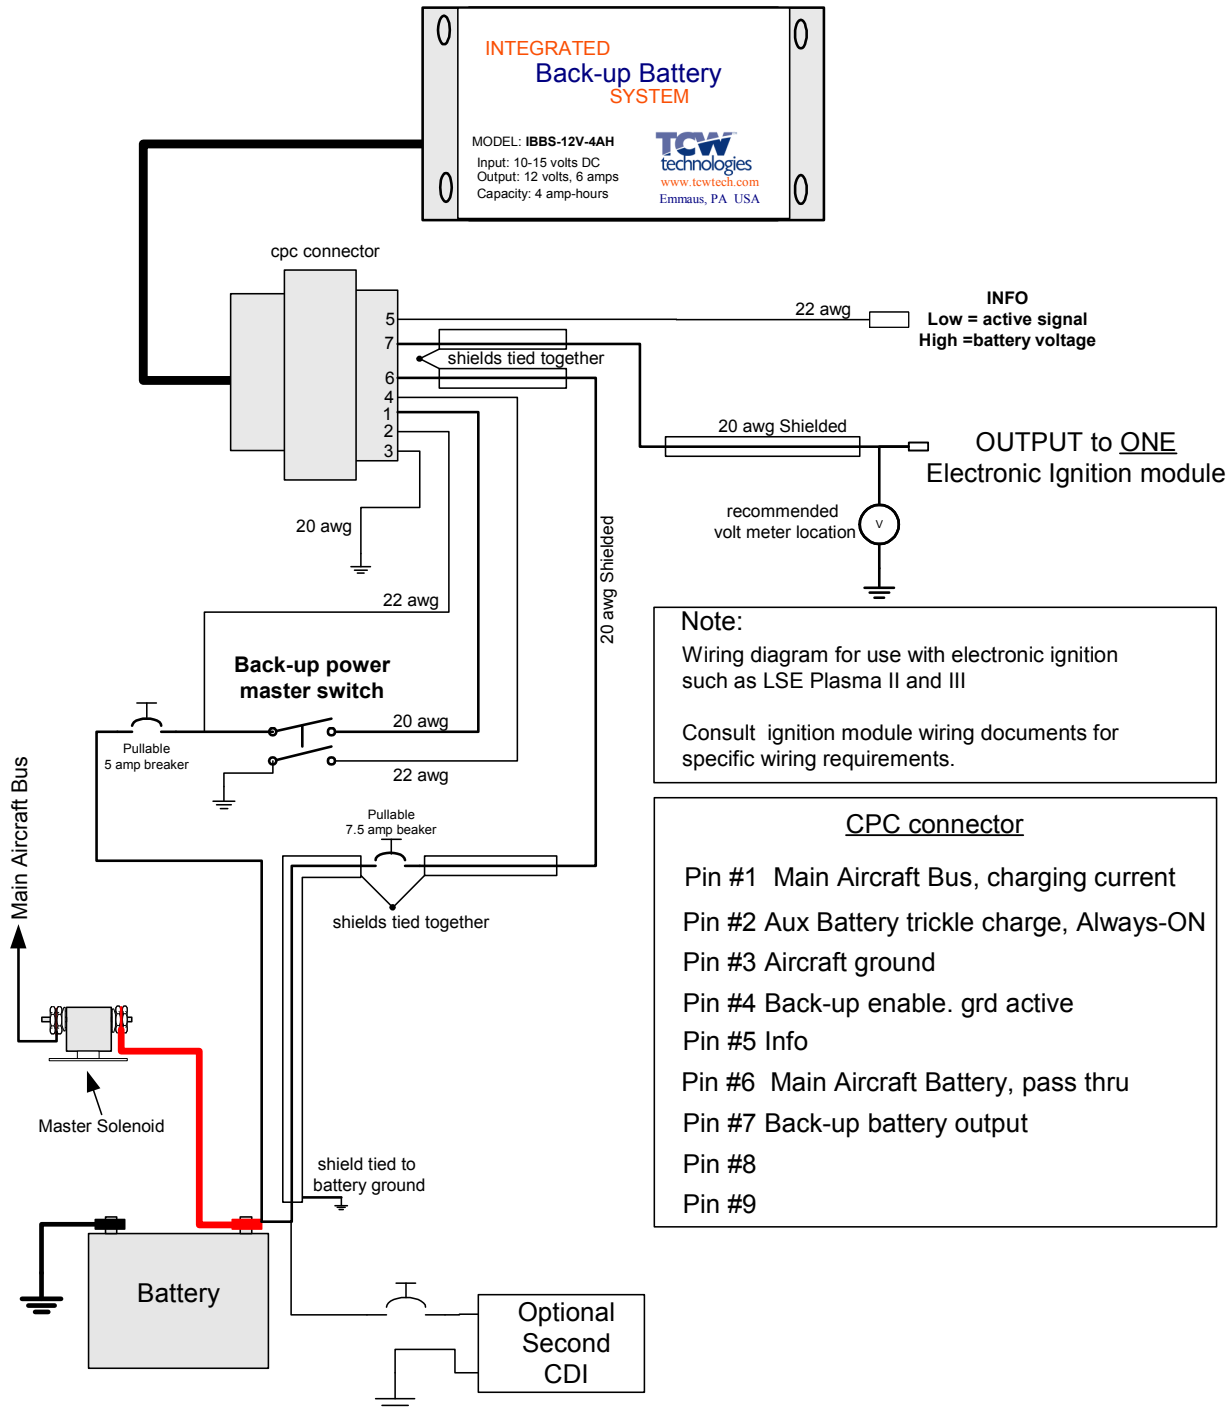 INTEGRATED
Back-up Battery
SYSTEM
MODEL: IBBS-12V-4AH
Input: 10-15 volts DC
Output: 12 volts, 6 amps
Capacity: 4 amp-hours
TCW
technologies
www.tcwtech.com
Emmaus, PA USA
cpc connector
5
7
6
4
1
2
3
shields tied together
22 awg
INFO
Low = active signal
High =battery voltage
20 awg Shielded
OUTPUT to ONE
Electronic Ignition module
recommended
volt meter location
V
20 awg
20 awg Shielded
22 awg
Back-up power
master switch
20 awg
22 awg
Pullable
5 amp breaker
Main Aircraft Bus
Pullable
7.5 amp beaker
shields tied together
Master Solenoid
shield tied to
battery ground
Battery
Optional
Second
CDI
Note:
Wiring diagram for use with electronic ignition
such as LSE Plasma II and III
Consult ignition module wiring documents for
specific wiring requirements.
CPC connector
Pin #1 Main Aircraft Bus, charging current
Pin #2 Aux Battery trickle charge, Always-ON
Pin #3 Aircraft ground
Pin #4 Back-up enable. grd active
Pin #5 Info
Pin #6 Main Aircraft Battery, pass thru
Pin #7 Back-up battery output
Pin #8
Pin #9